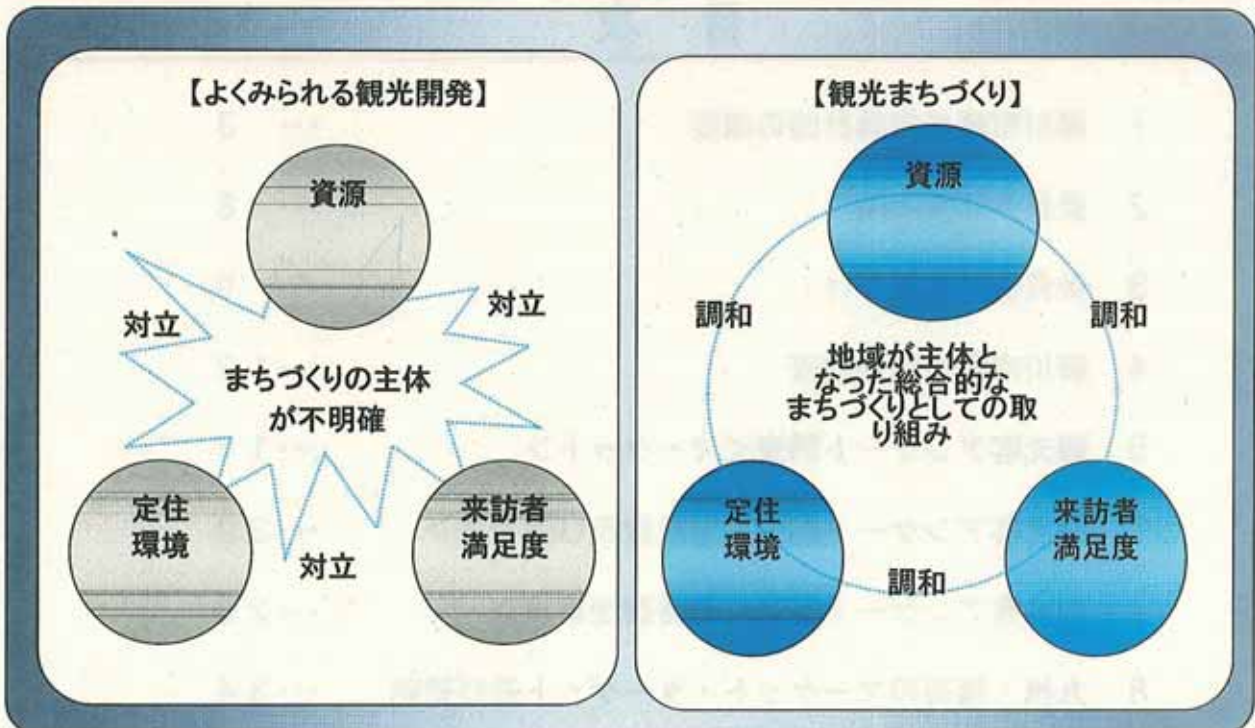 【よくみられる観光開発】
資源
対立
対立
まちづくりの主体
が不明確
定住
環境
来訪者
満足度
対立
【観光まちづくり】
資源
調和
調和
地域が主体と
なった総合的な
まちづくりとしての取
り組み
定住
環境
来訪者
満足度
調和